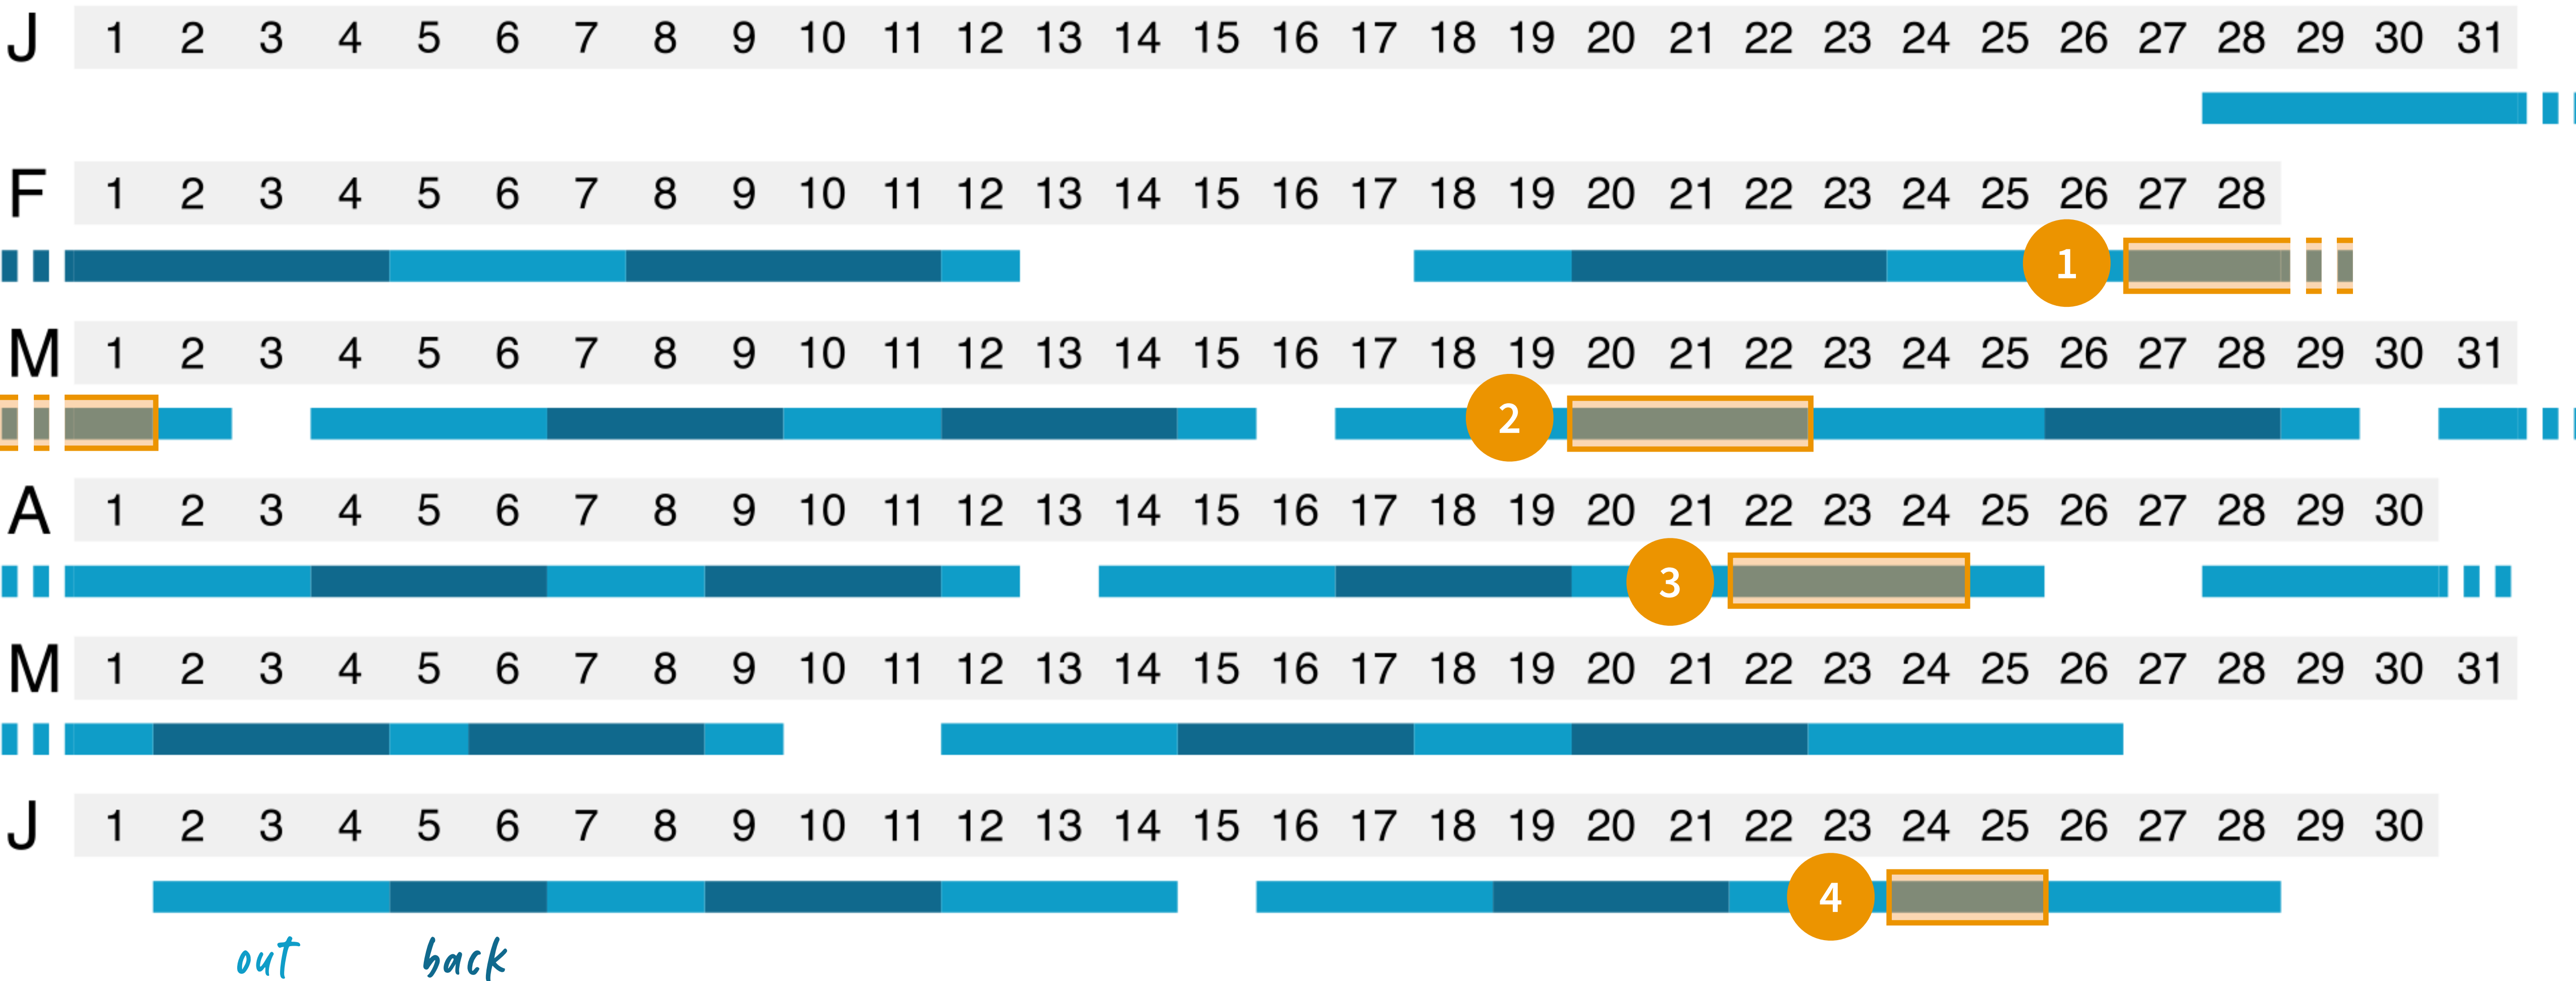 J 1 2 3 4 5 6 7 8 9 10 11 12 13 14 15 16 17 18 19 20 21 22 23 24 25 26 27 28 29 30 31
F 1 2 3 4 5 6 7 8 9 10 11 12 13 14 15 16 17 18 19 20 21 22 23 24 25 26 27 28
1
M 1 2 3 4 5 6 7 8 9 10 11 12 13 14 15 16 17 18 19 20 21 22 23 24 25 26 27 28 29 30 31
2
A 1 2 3 4 5 6 7 8 9 10 11 12 13 14 15 16 17 18 19 20 21 22 23 24 25 26 27 28 29 30
3
M 1 2 3 4 5 6 7 8 9 10 11 12 13 14 15 16 17 18 19 20 21 22 23 24 25 26 27 28 29 30 31
J 1 2 3 4 5 6 7 8 9 10 11 12 13 14 15 16 17 18 19 20 21 22 23 24 25 26 27 28 29 30
4
out back